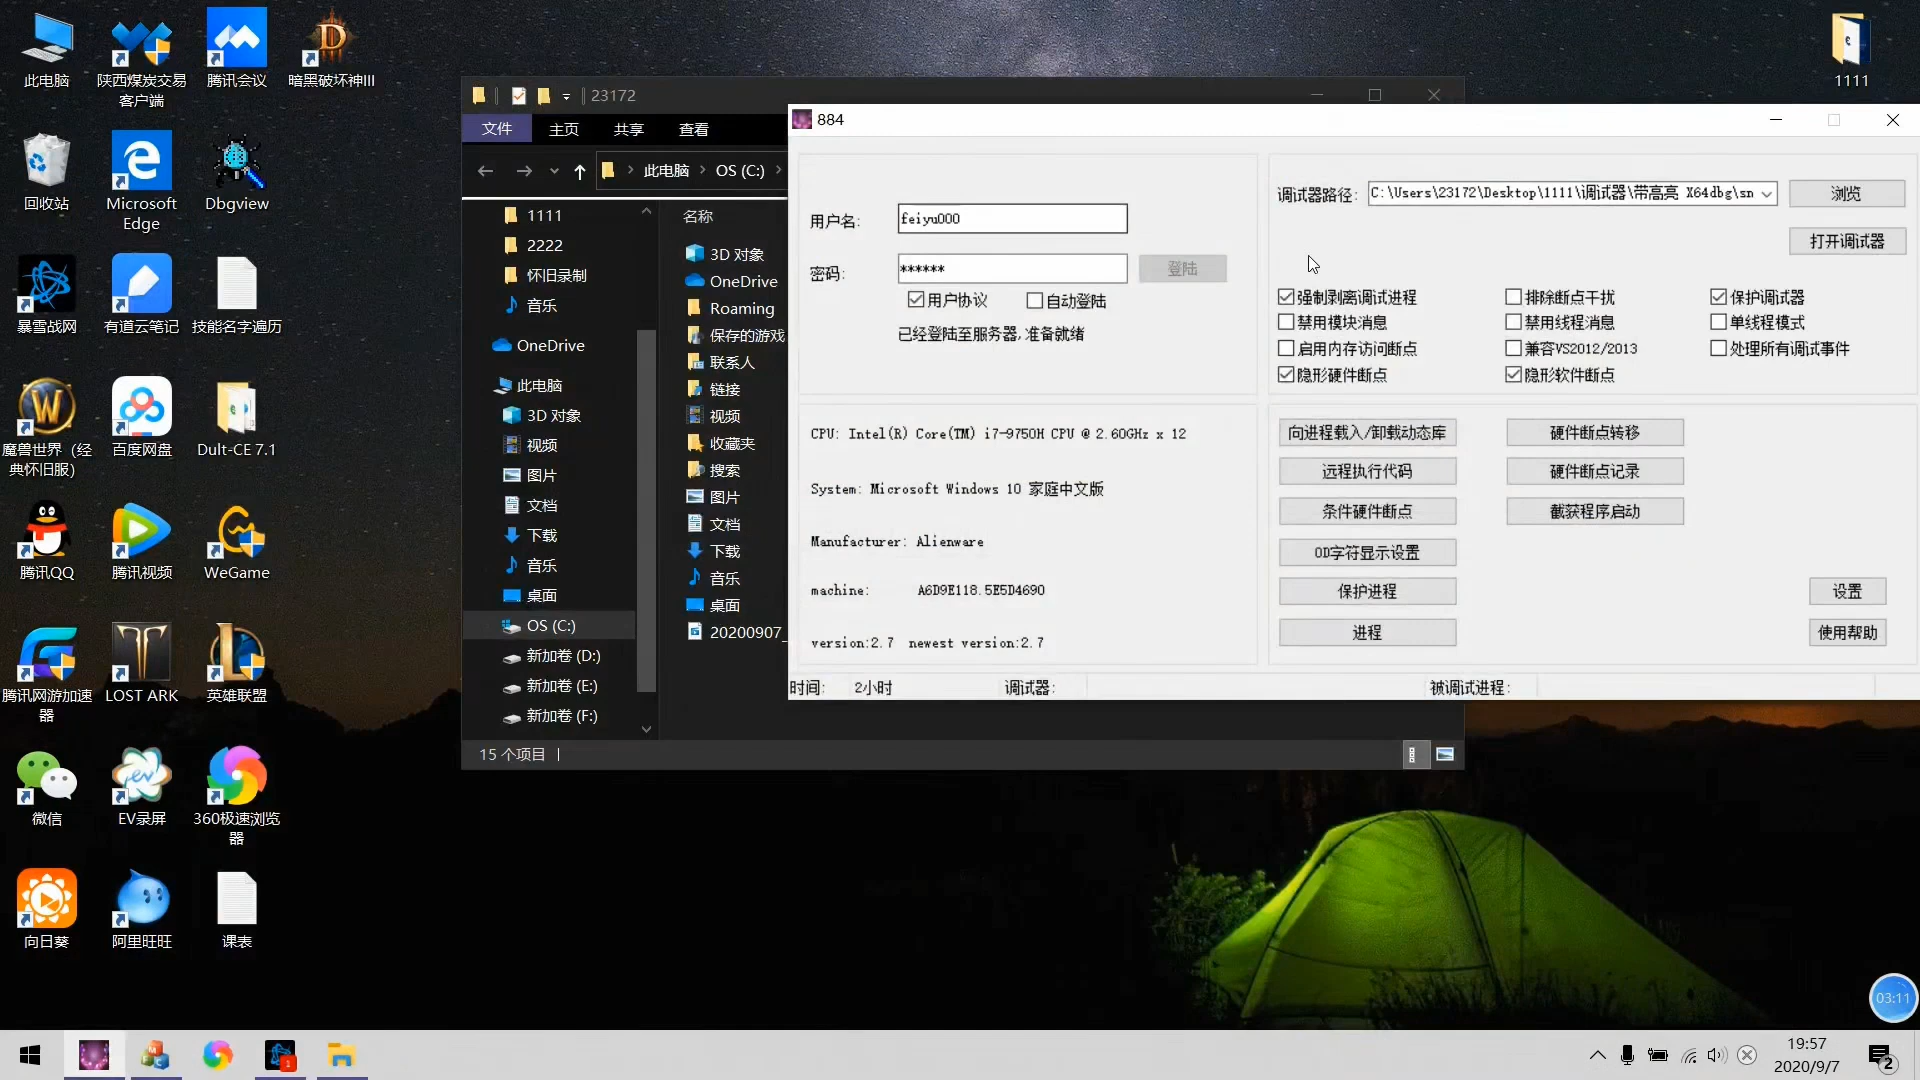 此电脑
陕西煤炭交易客户端
腾讯会议
暗黑破坏神III
1111
回收站
Microsoft Edge
Dbgview
暴雪战网
有道云笔记
技能名字遍历
魔兽世界（经典怀旧服）
百度网盘
Dult-CE 7.1
腾讯QQ
腾讯视频
WeGame
腾讯网游加速器
LOST ARK
英雄联盟
微信
EV录屏
360极速浏览器
向日葵
阿里旺旺
课表
23172
文件 主页 共享 查看
此电脑 OS (C:)
1111
2222
怀旧录制
音乐
OneDrive
此电脑
3D 对象
视频
图片
文档
下载
音乐
桌面
OS (C:)
新加卷 (D:)
新加卷 (E:)
新加卷 (F:)
名称
3D 对象
OneDrive
Roaming
保存的游戏
联系人
链接
视频
收藏夹
搜索
图片
文档
下载
音乐
桌面
20200907_
15 个项目
884
用户名: feiyu000
密码: ****** 登陆
用户协议 自动登陆
已经登陆至服务器, 准备就绪
CPU: Intel(R) Core(TM) i7-9750H CPU @ 2.60GHz x 12
System: Microsoft Windows 10 家庭中文版
Manufacturer: Alienware
machine: A6D9E118.5E5D4690
version:2.7 newest version:2.7
调试器路径: C:\Users\23172\Desktop\1111\调试器\带高亮 X64dbg\sn 浏览
打开调试器
强制剥离调试进程 排除断点干扰 保护调试器
禁用模块消息 禁用线程消息 单线程模式
启用内存访问断点 兼容VS2012/2013 处理所有调试事件
隐形硬件断点 隐形软件断点
向进程载入/卸载动态库 硬件断点转移
远程执行代码 硬件断点记录
条件硬件断点 截获程序启动
OD字符显示设置
保护进程 设置
进程 使用帮助
时间: 2小时 调试器: 被调试进程:
03:11
1
19:57
2020/9/7
2